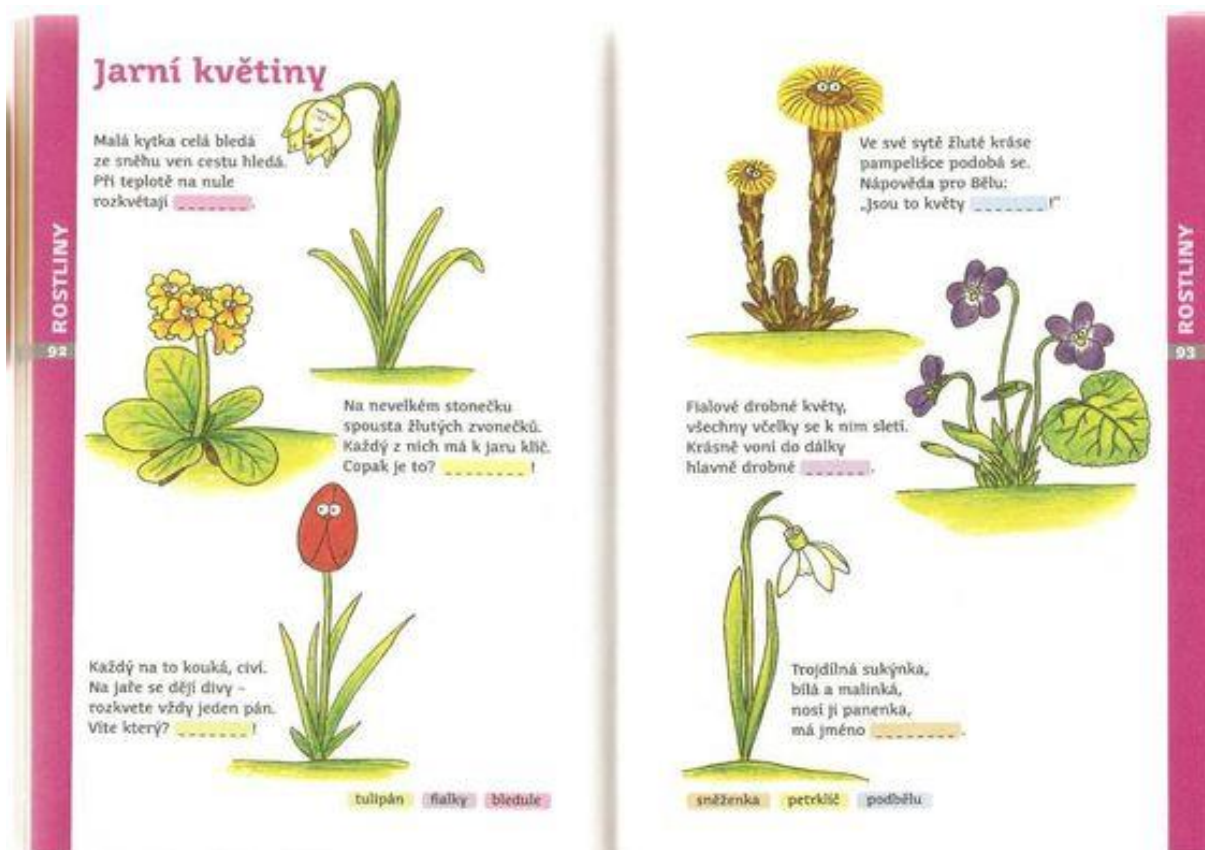 Jarní květiny
Malá kytka celá bledá
ze sněhu ven cestu hledá.
Při teplotě na nule
rozkvétají _ _ _ _ _ _ _.
ROSTLINY
92
Na nevelkém stonečku
spousta žlutých zvonečků.
Každý z nich má k jaru klíč.
Copak je to? _ _ _ _ _ _ _ _!
Každý na to kouká, civí.
Na jaře se dějí divy –
rozkvete vždy jeden pán.
Víte který? _ _ _ _ _ _ _!
tulipán fialky bledule
Ve své sytě žluté kráse
pampelišce podobá se.
Nápověda pro Bělu:
„Jsou to květy _ _ _ _ _ _ _!"
ROSTLINY
93
Fialové drobné květy,
všechny včelky se k nim sletí.
Krásně voní do dálky
hlavně drobné _ _ _ _ _ _.
Trojdílná sukýnka,
bílá a malinká,
nosí ji panenka,
má jméno _ _ _ _ _ _ _ _.
sněženka petrklíč podbělu